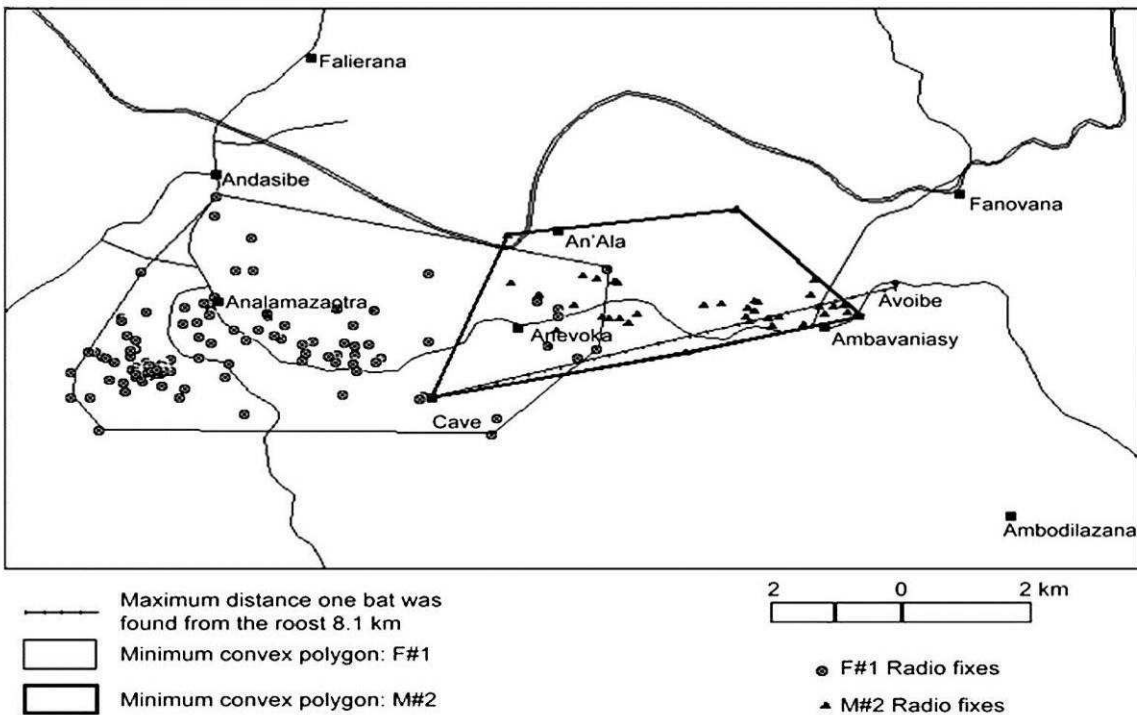 Falierana
Andasibe
Fanovana
An'Ala
Analamazaotra
Avoibe
Anevoka
Ambavaniasy
Cave
Ambodilazana
Maximum distance one bat was
found from the roost 8.1 km
Minimum convex polygon: F#1
Minimum convex polygon: M#2
2 0 2 km
F#1 Radio fixes
M#2 Radio fixes